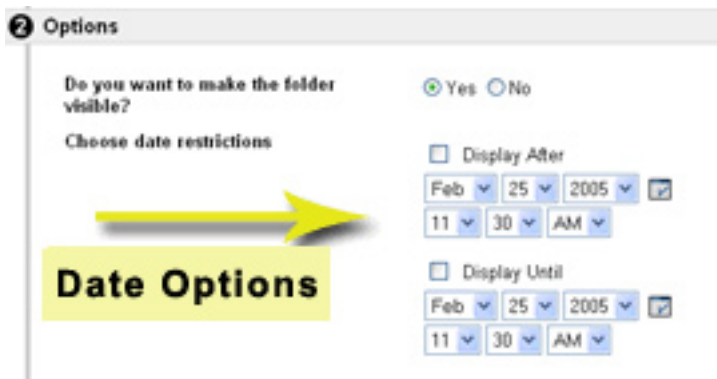 2 Options
Do you want to make the folder visible?
Yes No
Choose date restrictions
Display After
Feb 25 2005
11 30 AM
Date Options
Display Until
Feb 25 2005
11 30 AM